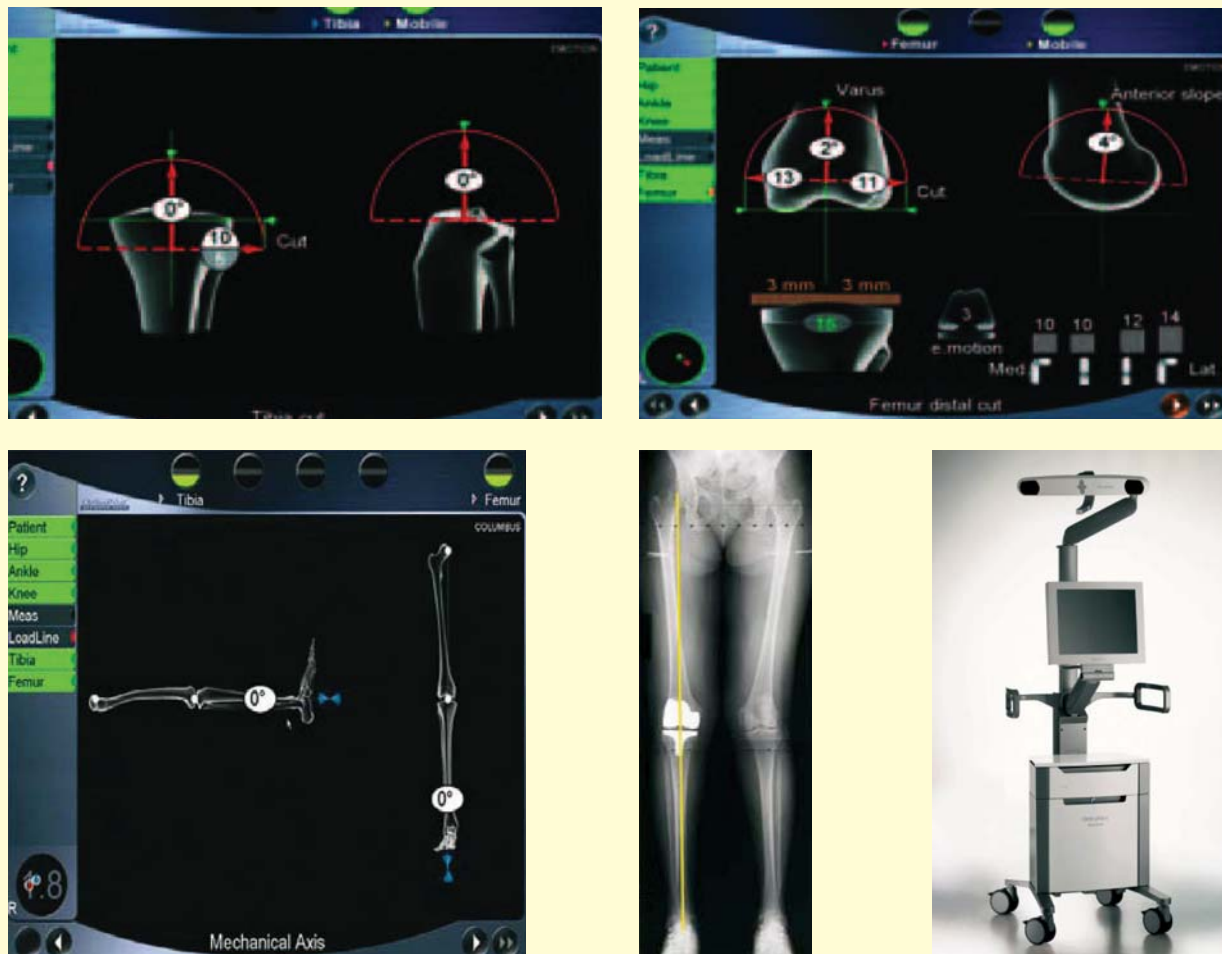 Tibia Mobile
0°
0°
10
Cut
Tibia cut
?
Femur Mobile
Patient
Hip
Ankle
Knee
Meas
LoadLine
Tibia
Femur
Varus
Anterior slope
2°
4°
13
11
Cut
3 mm 3 mm
3
e.motion
10 10 12 14
Med. Lat.
Femur distal cut
?
Tibia Femur
COLUMBUS
Patient
Hip
Ankle
Knee
Meas
LoadLine
Tibia
Femur
0°
0°
R
Mechanical Axis